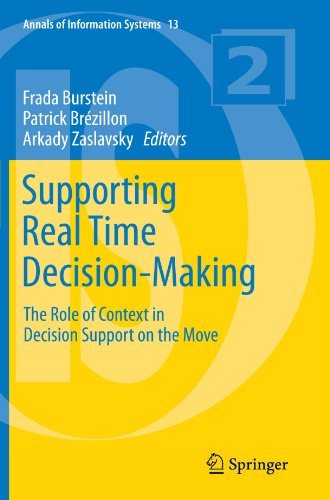 Annals of Information Systems 13
2
Frada Burstein
Patrick Brézillon
Arkady Zaslavsky Editors
Supporting
Real Time
Decision-Making
The Role of Context in
Decision Support on the Move
Springer